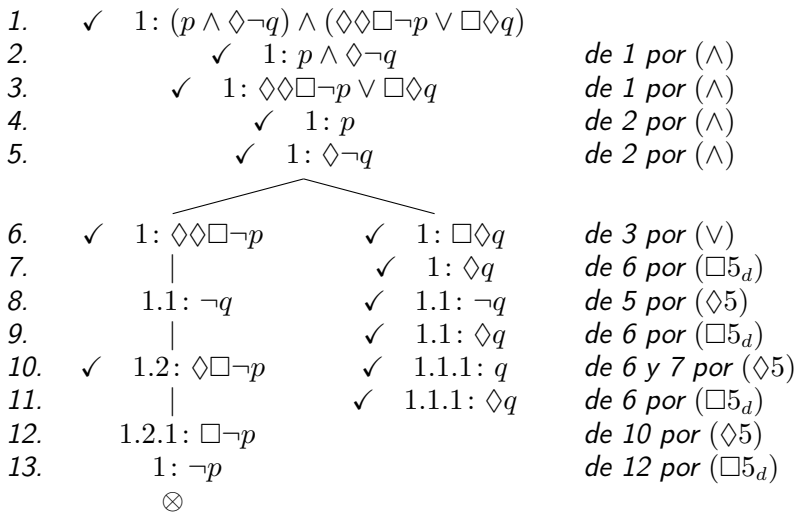 1. ✓ 1: (p ∧ ◊¬q) ∧ (◊◊□¬p ∨ □◊q)
2. ✓ 1: p ∧ ◊¬q de 1 por (∧)
3. ✓ 1: ◊◊□¬p ∨ □◊q de 1 por (∧)
4. ✓ 1: p de 2 por (∧)
5. ✓ 1: ◊¬q de 2 por (∧)
6. ✓ 1: ◊◊□¬p ✓ 1: □◊q de 3 por (∨)
7. | ✓ 1: ◊q de 6 por (□5d)
8. 1.1: ¬q ✓ 1.1: ¬q de 5 por (◊5)
9. | ✓ 1.1: ◊q de 6 por (□5d)
10. ✓ 1.2: ◊□¬p ✓ 1.1.1: q de 6 y 7 por (◊5)
11. | ✓ 1.1.1: ◊q de 6 por (□5d)
12. 1.2.1: □¬p de 10 por (◊5)
13. 1: ¬p de 12 por (□5d)
⊗